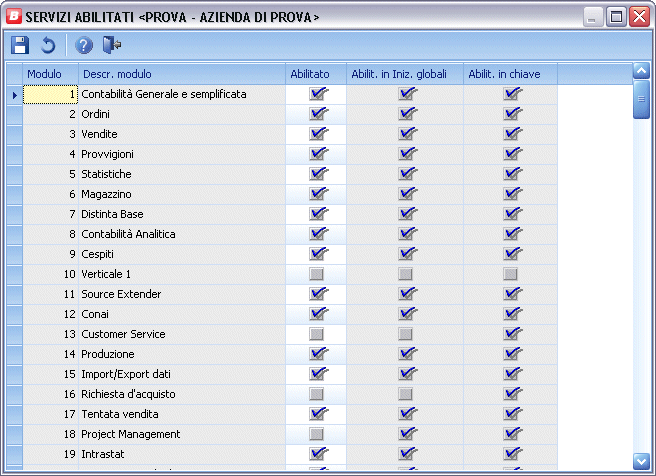 B SERVIZI ABILITATI <PROVA - AZIENDA DI PROVA>
Modulo Descr. modulo Abilitato Abilit. in Iniz. globali Abilit. in chiave
1 Contabilità Generale e semplificata
2 Ordini
3 Vendite
4 Provvigioni
5 Statistiche
6 Magazzino
7 Distinta Base
8 Contabilità Analitica
9 Cespiti
10 Verticale 1
11 Source Extender
12 Conai
13 Customer Service
14 Produzione
15 Import/Export dati
16 Richiesta d'acquisto
17 Tentata vendita
18 Project Management
19 Intrastat